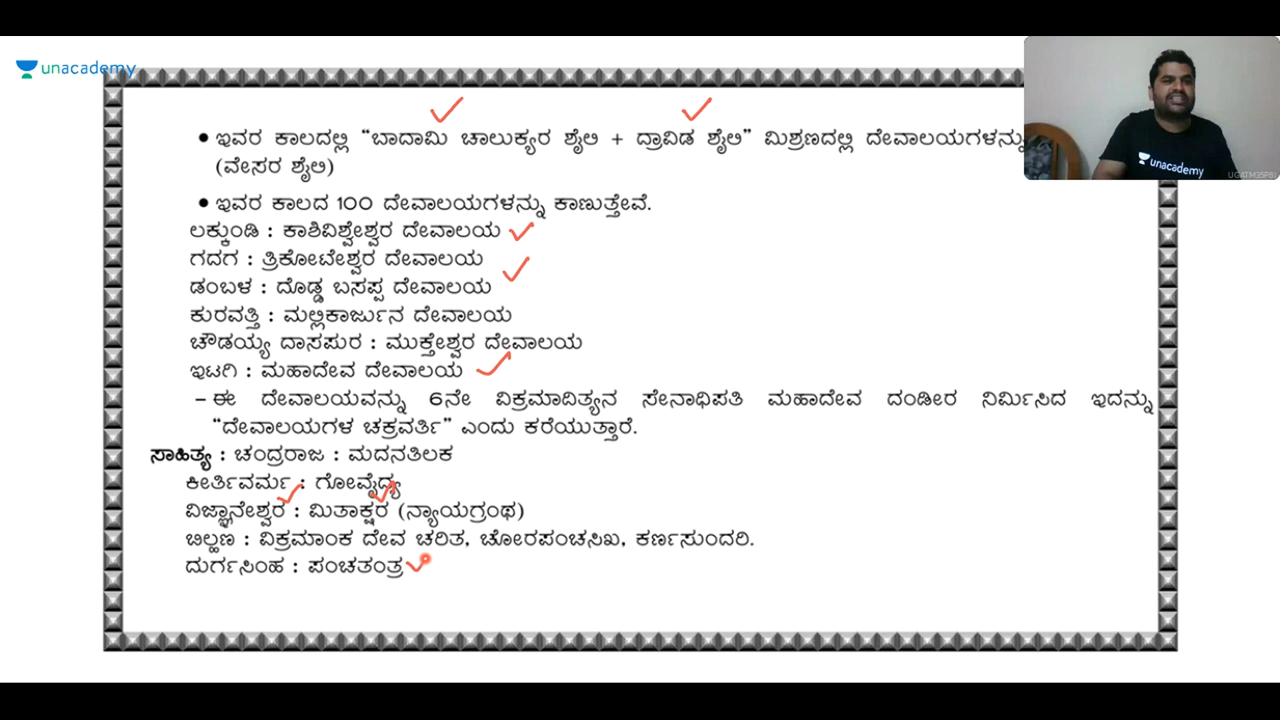 unacademy
• ಇವರ ಕಾಲದಲ್ಲಿ “ಬಾದಾಮಿ ಚಾಲುಕ್ಯರ ಶೈಲಿ + ದ್ರಾವಿಡ ಶೈಲಿ” ಮಿಶ್ರಣದಲ್ಲಿ ದೇವಾಲಯಗಳನ್ನು
(ವೇಸರ ಶೈಲಿ)
• ಇವರ ಕಾಲದ 100 ದೇವಾಲಯಗಳನ್ನು ಕಾಣುತ್ತೇವೆ.
ಲಕ್ಕುಂಡಿ : ಕಾಶಿವಿಶ್ವೇಶ್ವರ ದೇವಾಲಯ
ಗದಗ : ತ್ರಿಕೋಟೇಶ್ವರ ದೇವಾಲಯ
ಡಂಬಳ : ದೊಡ್ಡ ಬಸಪ್ಪ ದೇವಾಲಯ
ಕುರವತ್ತಿ : ಮಲ್ಲಿಕಾರ್ಜುನ ದೇವಾಲಯ
ಚೌಡಯ್ಯ ದಾಸಪುರ : ಮುಕ್ತೇಶ್ವರ ದೇವಾಲಯ
ಇಟಗಿ : ಮಹಾದೇವ ದೇವಾಲಯ
– ಈ ದೇವಾಲಯವನ್ನು 6ನೇ ವಿಕ್ರಮಾದಿತ್ಯನ ಸೇನಾಧಿಪತಿ ಮಹಾದೇವ ದಂಡೀರ ನಿರ್ಮಿಸಿದ ಇದನ್ನು
“ದೇವಾಲಯಗಳ ಚಕ್ರವರ್ತಿ” ಎಂದು ಕರೆಯುತ್ತಾರೆ.
ಸಾಹಿತ್ಯ : ಚಂದ್ರರಾಜ : ಮದನತಿಲಕ
ಕೀರ್ತಿವರ್ಮ : ಗೋವೈದ್ಯ
ವಿಜ್ಞಾನೇಶ್ವರ : ಮಿತಾಕ್ಷರ (ನ್ಯಾಯಗ್ರಂಥ)
ಬಿಲ್ಹಣ : ವಿಕ್ರಮಾಂಕ ದೇವ ಚರಿತ, ಚೋರಪಂಚಸಿಖ, ಕರ್ಣಸುಂದರಿ.
ದುರ್ಗಸಿಂಹ : ಪಂಚತಂತ್ರ
unacademy